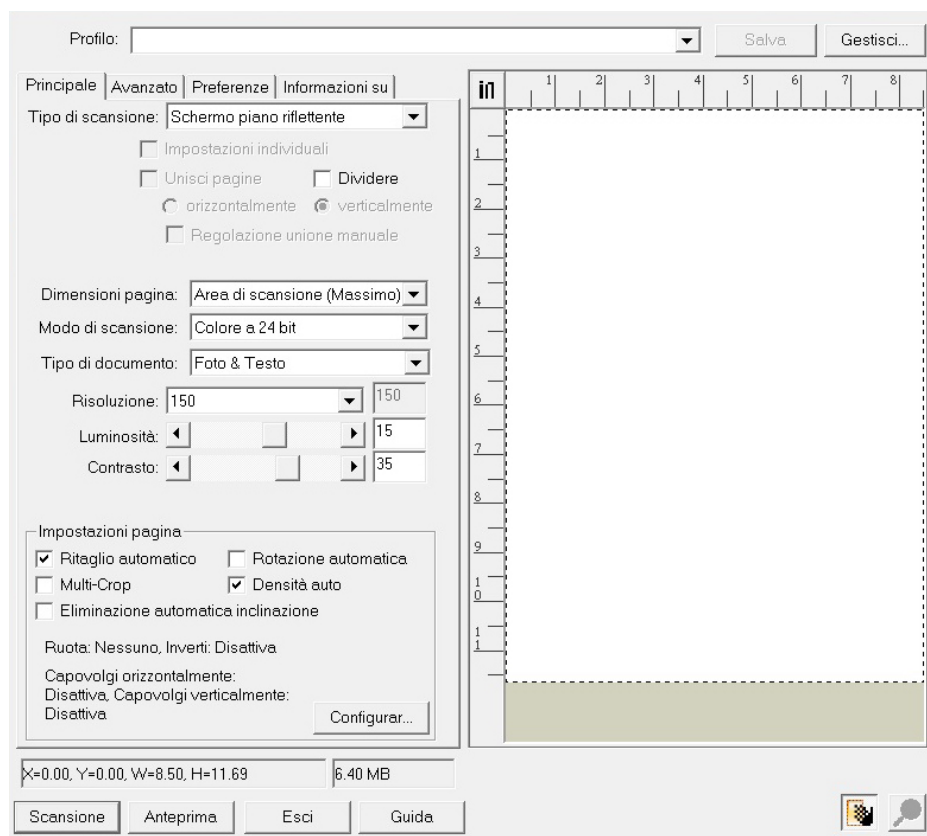 Profilo: Salva Gestisci...
Principale Avanzato Preferenze Informazioni su
Tipo di scansione: Schermo piano riflettente
Impostazioni individuali
Unisci pagine Dividere
orizzontalmente verticalmente
Regolazione unione manuale
Dimensioni pagina: Area di scansione (Massimo)
Modo di scansione: Colore a 24 bit
Tipo di documento: Foto & Testo
Risoluzione: 150 150
Luminosità: 15
Contrasto: 35
Impostazioni pagina
Ritaglio automatico Rotazione automatica
Multi-Crop Densità auto
Eliminazione automatica inclinazione
Ruota: Nessuno, Inverti: Disattiva
Capovolgi orizzontalmente:
Disattiva, Capovolgi verticalmente:
Disattiva
Configurar...
in 1 2 3 4 5 6 7 8
1
2
3
4
5
6
7
8
9
10
11
X=0.00, Y=0.00, W=8.50, H=11.69 6.40 MB
Scansione Anteprima Esci Guida